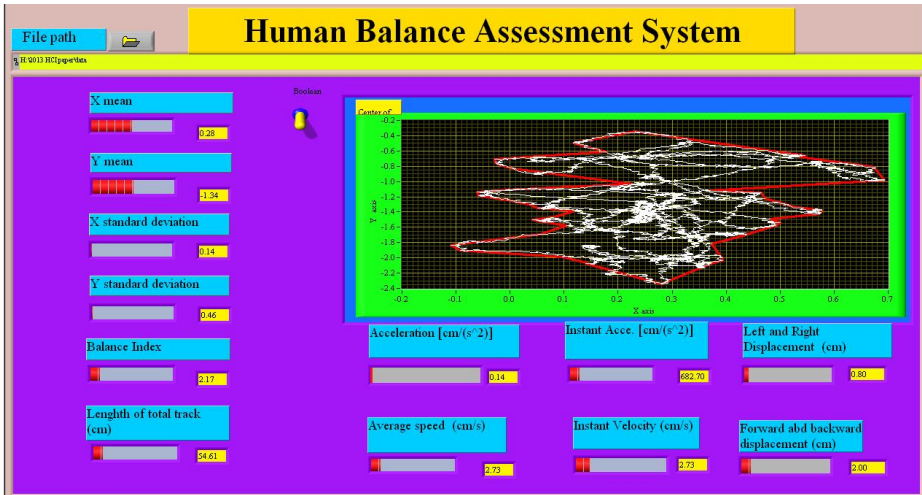 Human Balance Assessment System
File path
H:\2013 HCI paper\data
X mean
0.28
Y mean
-1.34
X standard deviation
0.14
Y standard deviation
0.46
Balance Index
2.17
Lenghth of total track
(cm)
54.61
Boolean
Center of
-0.2
-0.4
-0.6
-0.8
-1.0
-1.2
-1.4
-1.6
-1.8
-2.0
-2.2
-2.4
Y axis
-0.2 -0.1 0.0 0.1 0.2 0.3 0.4 0.5 0.6 0.7
X axis
Acceleration [cm/(s^2)]
0.14
Instant Acce. [cm/(s^2)]
682.70
Left and Right
Displacement (cm)
0.80
Average speed (cm/s)
2.73
Instant Velocity (cm/s)
2.73
Forward abd backward
displacement (cm)
2.00